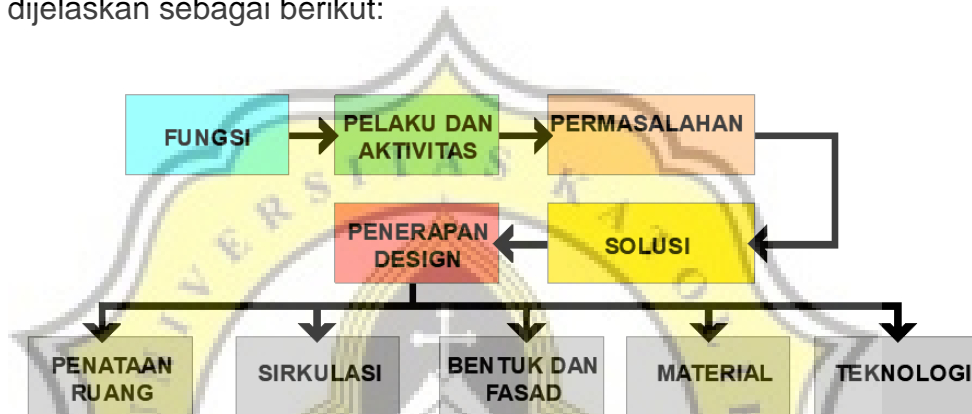 dijelaskan sebagai berikut:
FUNGSI
PELAKU DAN
AKTIVITAS
PERMASALAHAN
PENERAPAN
DESIGN
SOLUSI
PENATAAN
RUANG
SIRKULASI
BENTUK DAN
FASAD
MATERIAL
TEKNOLOGI